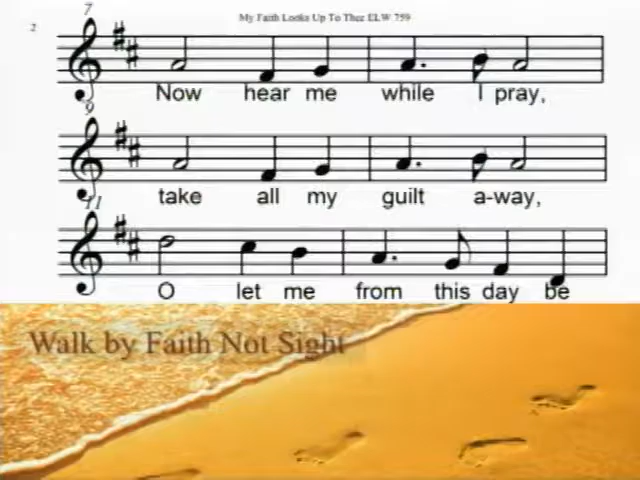 My Faith Looks Up To Thee ELW 759
2
7
Now hear me while I pray,
9
take all my guilt a-way,
11
O let me from this day be
Walk by Faith Not Sight